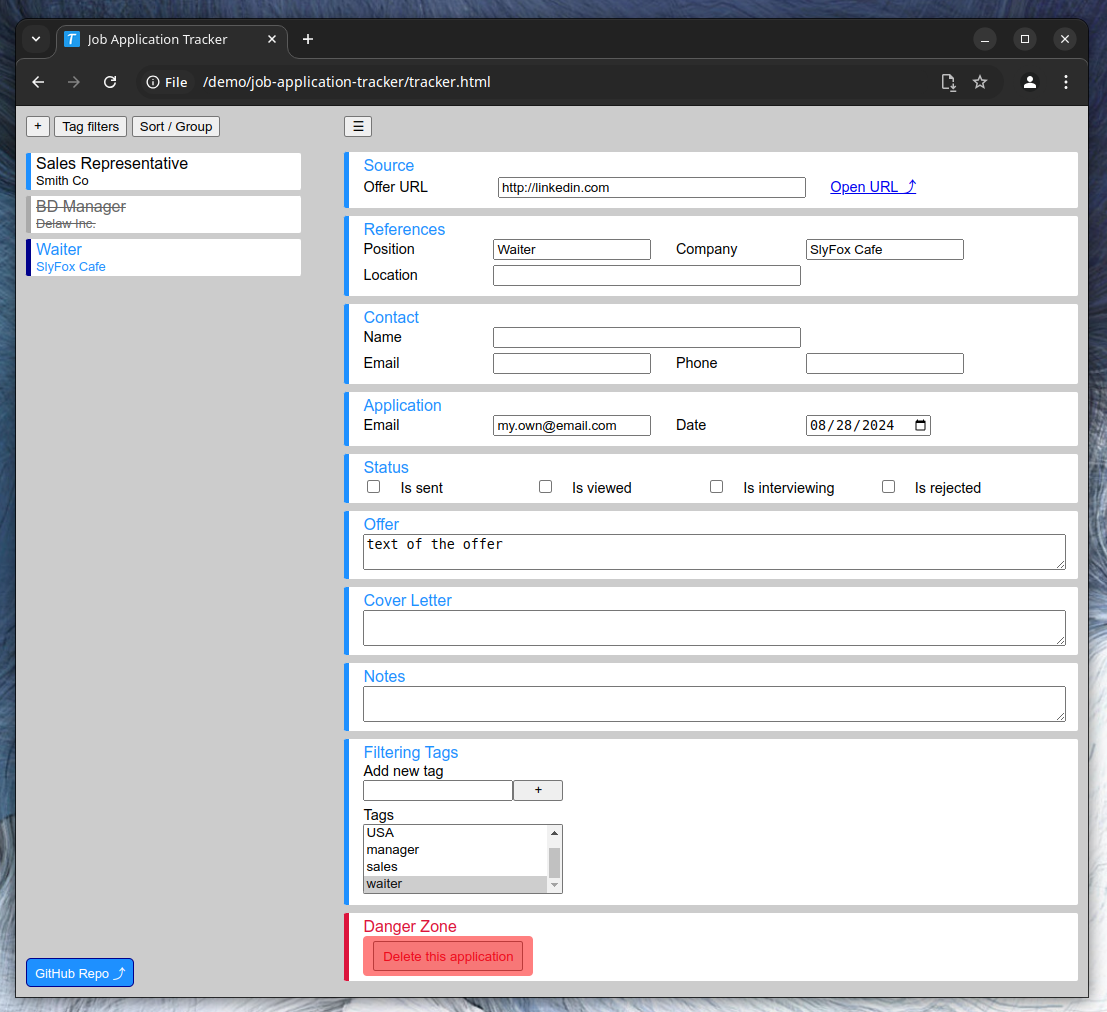 Job Application Tracker
File /demo/job-application-tracker/tracker.html
+ Tag filters Sort / Group ☰
Sales Representative
Smith Co
BD Manager
Delaw Inc.
Waiter
SlyFox Cafe
GitHub Repo ⤴
Source
Offer URL http://linkedin.com Open URL ⤴
References
Position Waiter Company SlyFox Cafe
Location
Contact
Name
Email Phone
Application
Email my.own@email.com Date 08/28/2024
Status
Is sent Is viewed Is interviewing Is rejected
Offer
text of the offer
Cover Letter
Notes
Filtering Tags
Add new tag
+
Tags
USA
manager
sales
waiter
Danger Zone
Delete this application